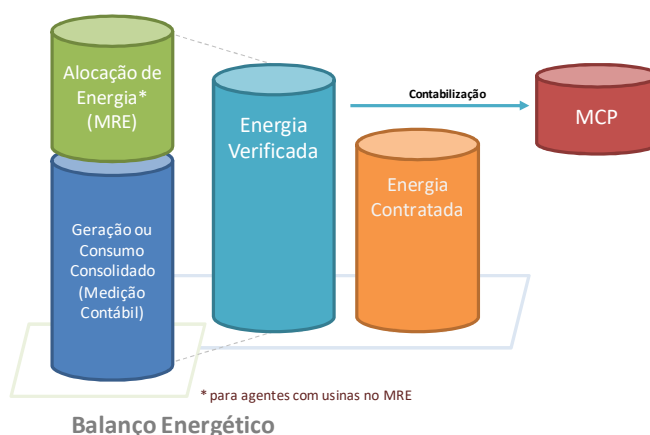 Alocação de
Energia*
(MRE)
Geração ou
Consumo
Consolidado
(Medição
Contábil)
Energia
Verificada
Energia
Contratada
Contabilização
MCP
* para agentes com usinas no MRE
Balanço Energético